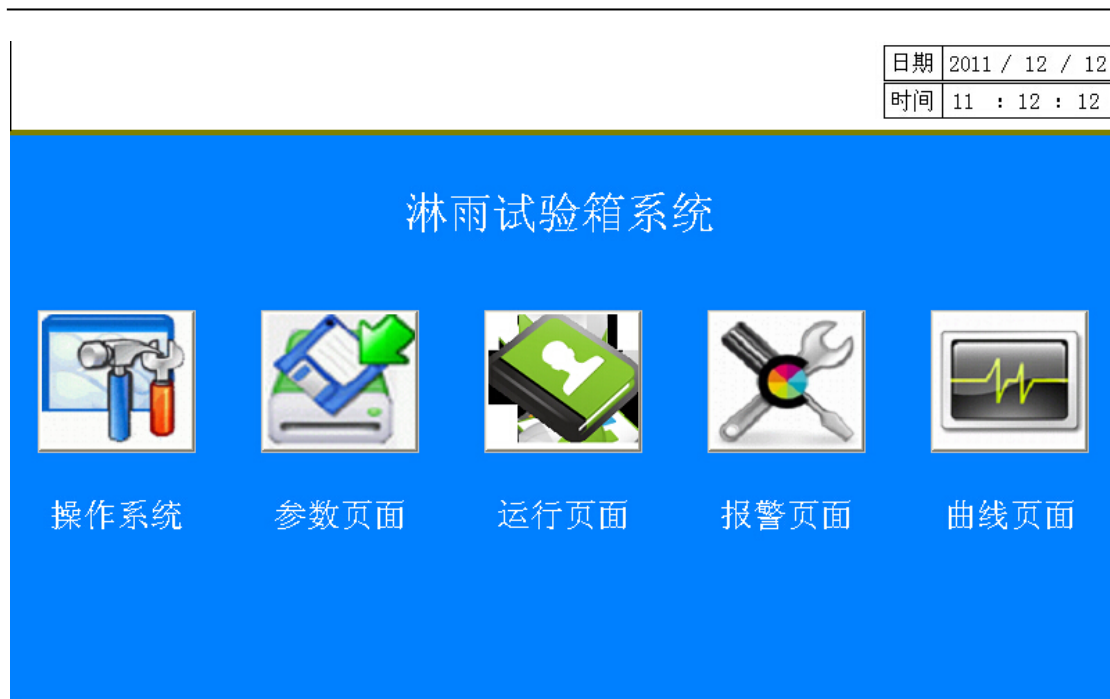 日期 2011 / 12 / 12
时间 11 : 12 : 12
淋雨试验箱系统
操作系统 参数页面 运行页面 报警页面 曲线页面